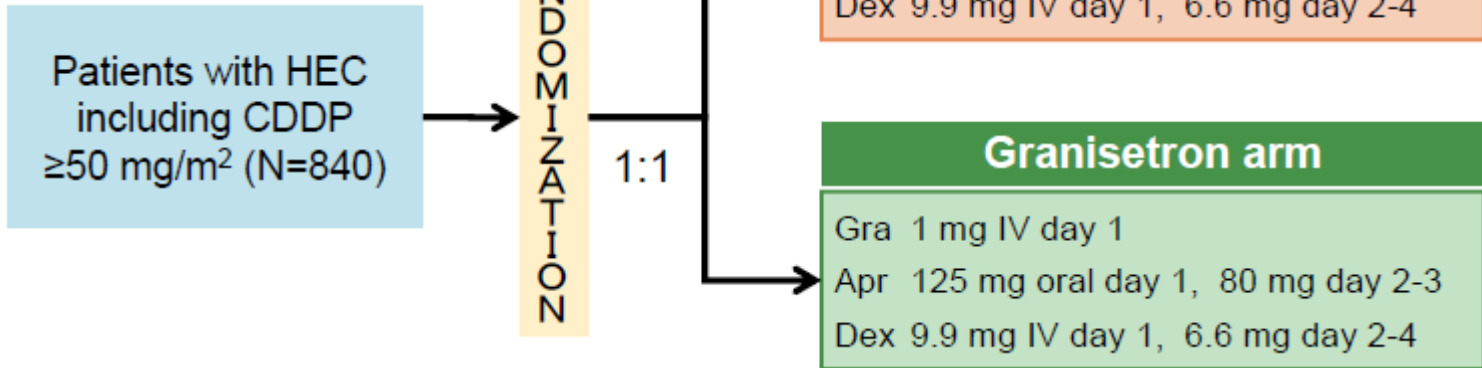 Dex 9.9 mg IV day 1, 6.6 mg day 2-4
Patients with HEC
including CDDP
≥50 mg/m² (N=840)
NDOMIZATION
1:1
Granisetron arm
Gra 1 mg IV day 1
Apr 125 mg oral day 1, 80 mg day 2-3
Dex 9.9 mg IV day 1, 6.6 mg day 2-4